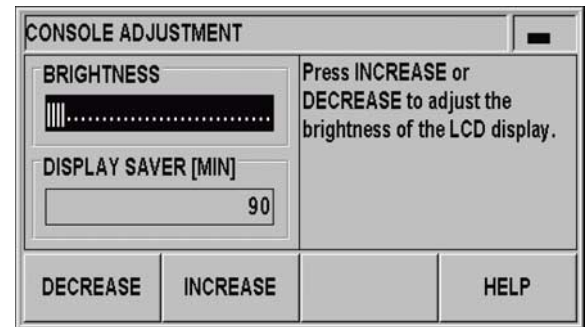 CONSOLE ADJUSTMENT
BRIGHTNESS
Press INCREASE or
DECREASE to adjust the
brightness of the LCD display.
DISPLAY SAVER [MIN]
90
DECREASE
INCREASE
HELP